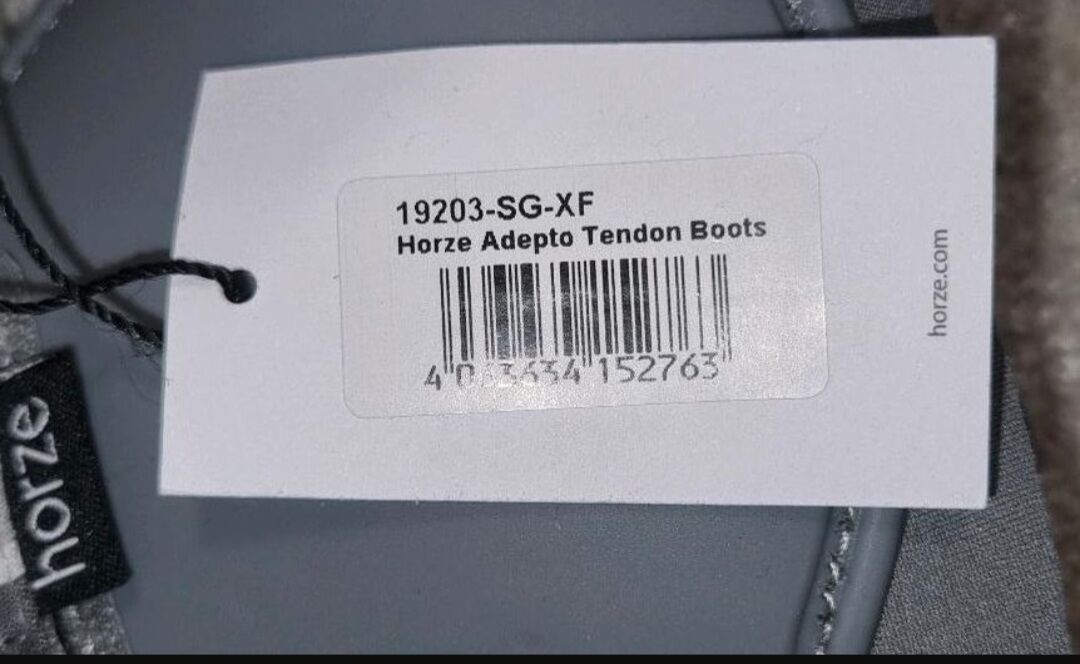 19203-SG-XF
Horze Adepto Tendon Boots
152763
horze.com
horze